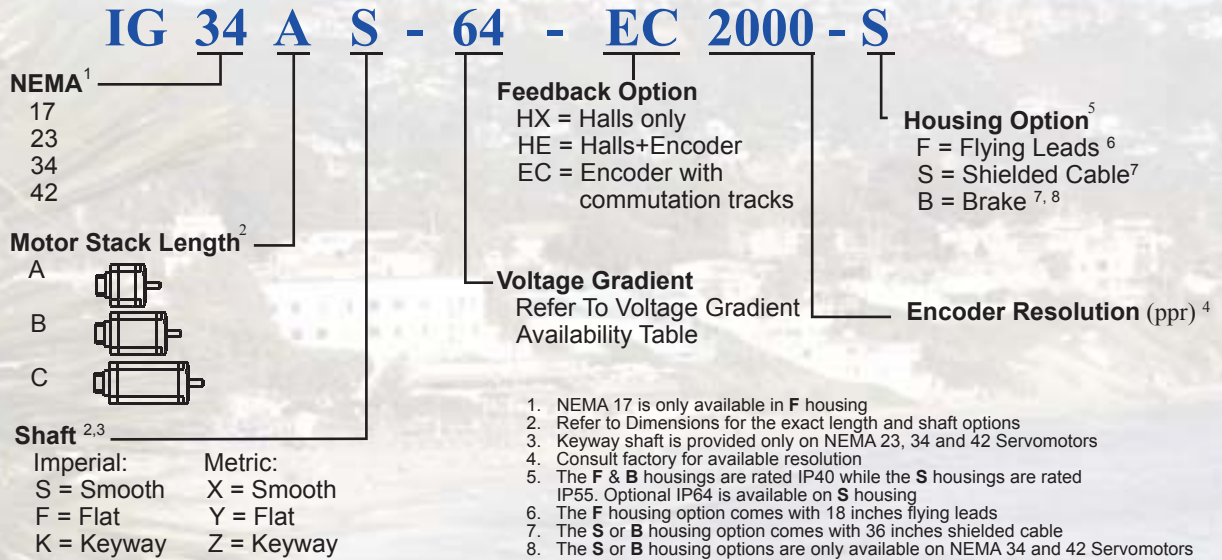 IG 34 A S - 64 - EC 2000 - S
NEMA¹
17
23
34
42
Motor Stack Length²
A
B
C
Shaft ²,³
Imperial: Metric:
S = Smooth X = Smooth
F = Flat Y = Flat
K = Keyway Z = Keyway
Feedback Option
HX = Halls only
HE = Halls+Encoder
EC = Encoder with
commutation tracks
Voltage Gradient
Refer To Voltage Gradient
Availability Table
Housing Option⁵
F = Flying Leads ⁶
S = Shielded Cable⁷
B = Brake ⁷, ⁸
Encoder Resolution (ppr) ⁴
1. NEMA 17 is only available in F housing
2. Refer to Dimensions for the exact length and shaft options
3. Keyway shaft is provided only on NEMA 23, 34 and 42 Servomotors
4. Consult factory for available resolution
5. The F & B housings are rated IP40 while the S housings are rated
IP55. Optional IP64 is available on S housing
6. The F housing option comes with 18 inches flying leads
7. The S or B housing option comes with 36 inches shielded cable
8. The S or B housing options are only available on NEMA 34 and 42 Servomotors